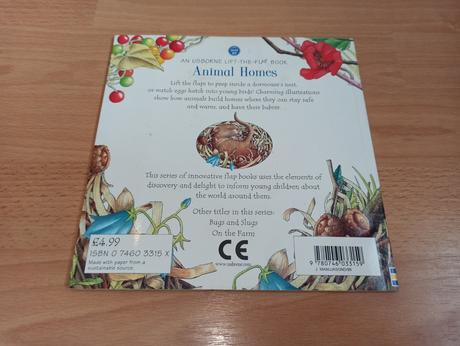 AN USBORNE LIFT-THE-FLAP BOOK
Animal Homes
Lift the flaps to peep inside a dormouse's nest,
or watch eggs hatch into young birds! Charming illustrations
show how animals build homes where they can stay safe
and warm, and have their babies.
This series of innovative flap books uses the elements of
discovery and delight to inform young children about
the world around them.
Other titles in this series:
Bugs and Slugs
On the Farm
CE
£4.99
ISBN 0 7460 3315 X
Made with paper from a
sustainable source.
9 780746 033159